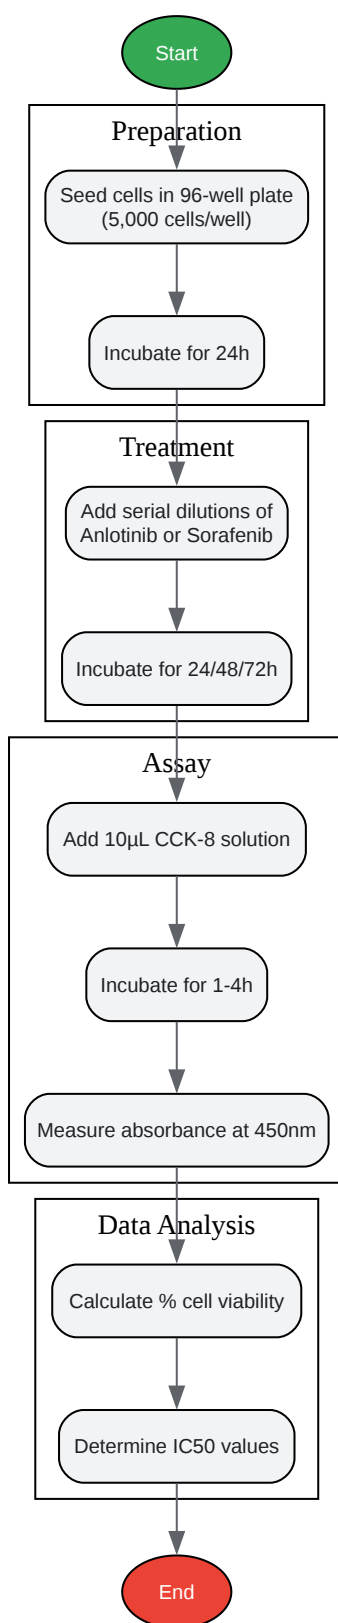 Start
Preparation
Seed cells in 96-well plate
(5,000 cells/well)
Incubate for 24h
Treatment
Add serial dilutions of
Anlotinib or Sorafenib
Incubate for 24/48/72h
Assay
Add 10µL CCK-8 solution
Incubate for 1-4h
Measure absorbance at 450nm
Data Analysis
Calculate % cell viability
Determine IC50 values
End